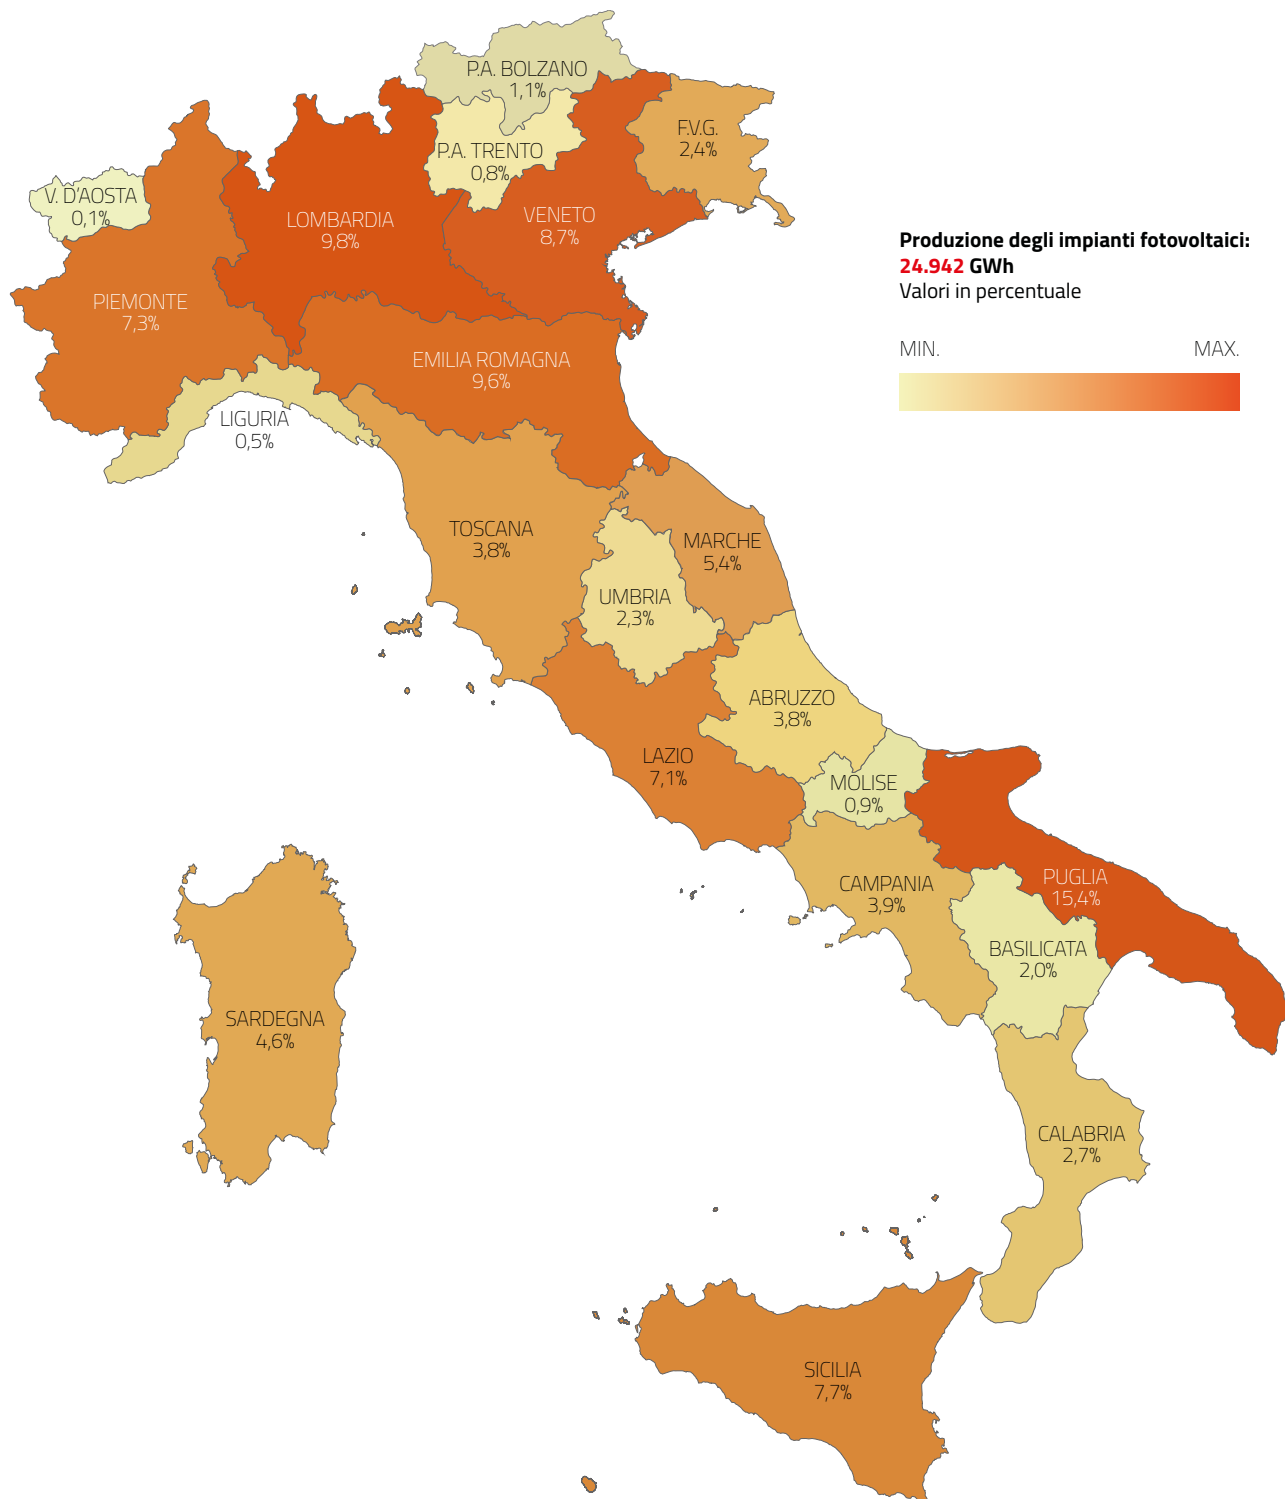 P.A. BOLZANO
1,1%
F.V.G.
2,4%
P.A. TRENTO
0,8%
V. D'AOSTA
0,1%
LOMBARDIA
9,8%
VENETO
8,7%
Produzione degli impianti fotovoltaici:
24.942 GWh
Valori in percentuale
MIN.
MAX.
PIEMONTE
7,3%
EMILIA ROMAGNA
9,6%
LIGURIA
0,5%
TOSCANA
3,8%
MARCHE
5,4%
UMBRIA
2,3%
ABRUZZO
3,8%
LAZIO
7,1%
MOLISE
0,9%
CAMPANIA
3,9%
PUGLIA
15,4%
BASILICATA
2,0%
SARDEGNA
4,6%
CALABRIA
2,7%
SICILIA
7,7%